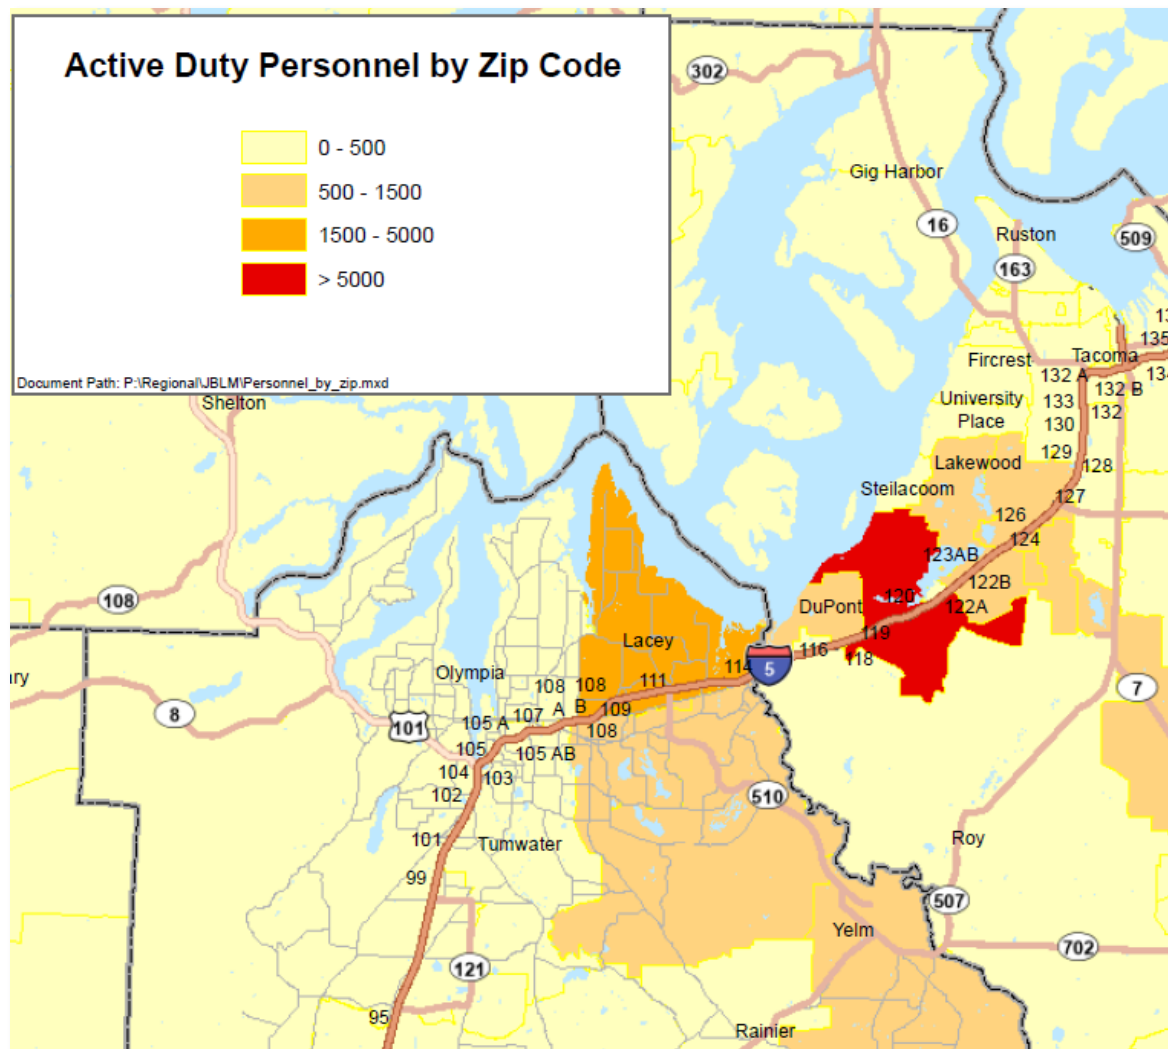 Active Duty Personnel by Zip Code
0 - 500
500 - 1500
1500 - 5000
> 5000
Document Path: P:\Regional\JBLM\Personnel_by_zip.mxd
302
Gig Harbor
16
Ruston
509
163
135
Fircrest
Tacoma
132 A
132 B
Shelton
University
Place
133
132
130
129
128
Lakewood
Steilacoom
127
126
124
123AB
122B
108
120
DuPont
122A
119
Lacey
116
118
114
5
ary
Olympia
108
108
111
7
8
A
B
109
101
105 A
107
108
105
105 AB
104
103
102
510
101
Tumwater
Roy
99
507
Yelm
702
121
95
Rainier